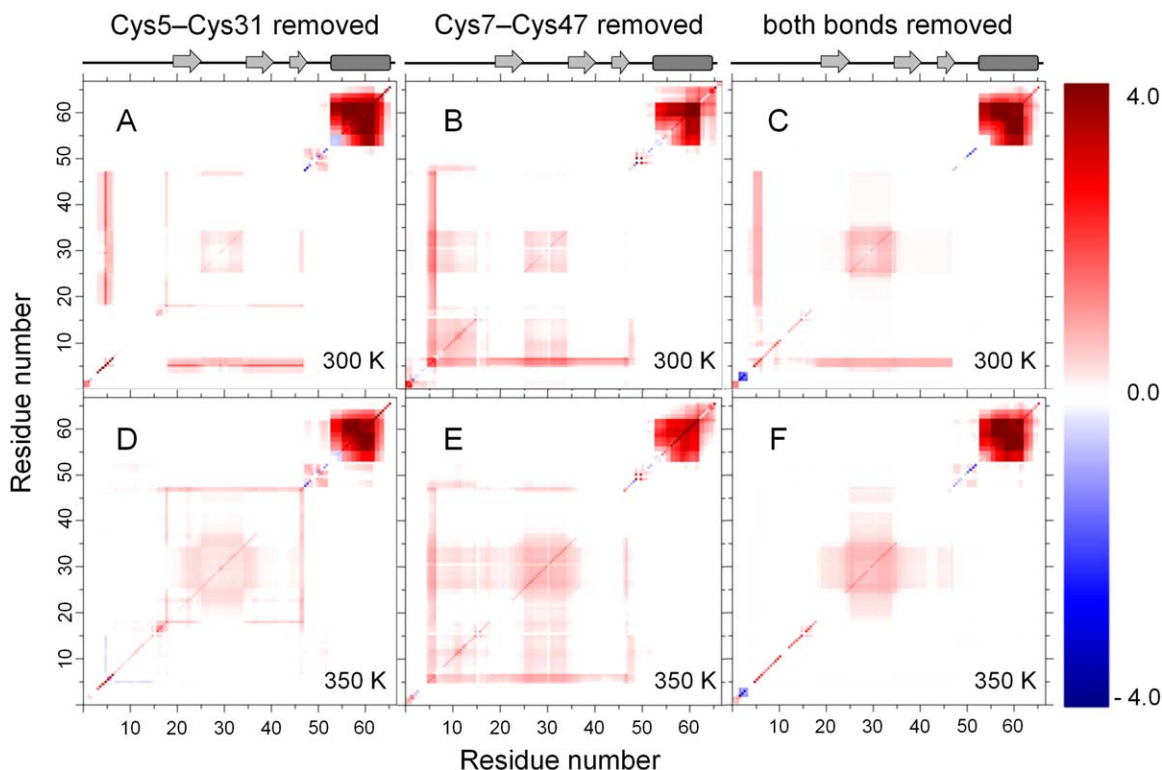 Cys5–Cys31 removed Cys7–Cys47 removed both bonds removed
A B C
300 K 300 K 300 K
D E F
350 K 350 K 350 K
60
50
40
30
20
10
60
50
40
30
20
10
Residue number
10 20 30 40 50 60 10 20 30 40 50 60 10 20 30 40 50 60
Residue number
4.0
0.0
- 4.0